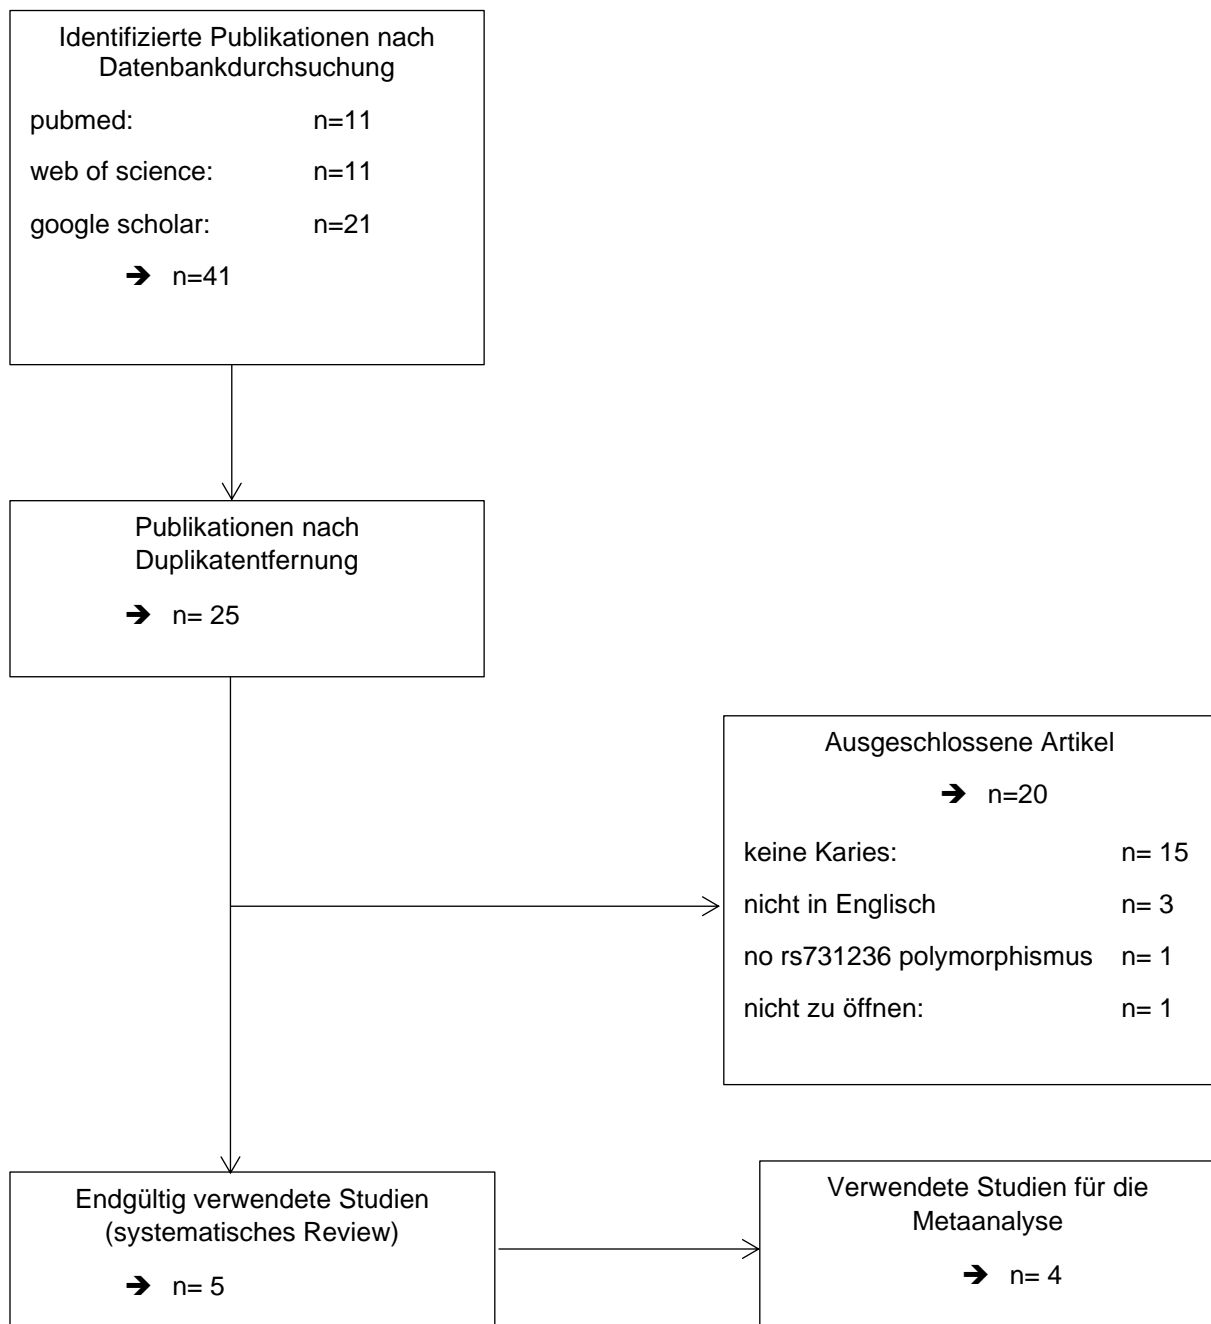 Identifizierte Publikationen nach
Datenbankdurchsuchung
pubmed: n=11
web of science: n=11
google scholar: n=21
➔ n=41
Publikationen nach
Duplikatentfernung
➔ n= 25
Ausgeschlossene Artikel
➔ n=20
keine Karies: n= 15
nicht in Englisch n= 3
no rs731236 polymorphismus n= 1
nicht zu öffnen: n= 1
Endgültig verwendete Studien
(systematisches Review)
➔ n= 5
Verwendete Studien für die
Metaanalyse
➔ n= 4